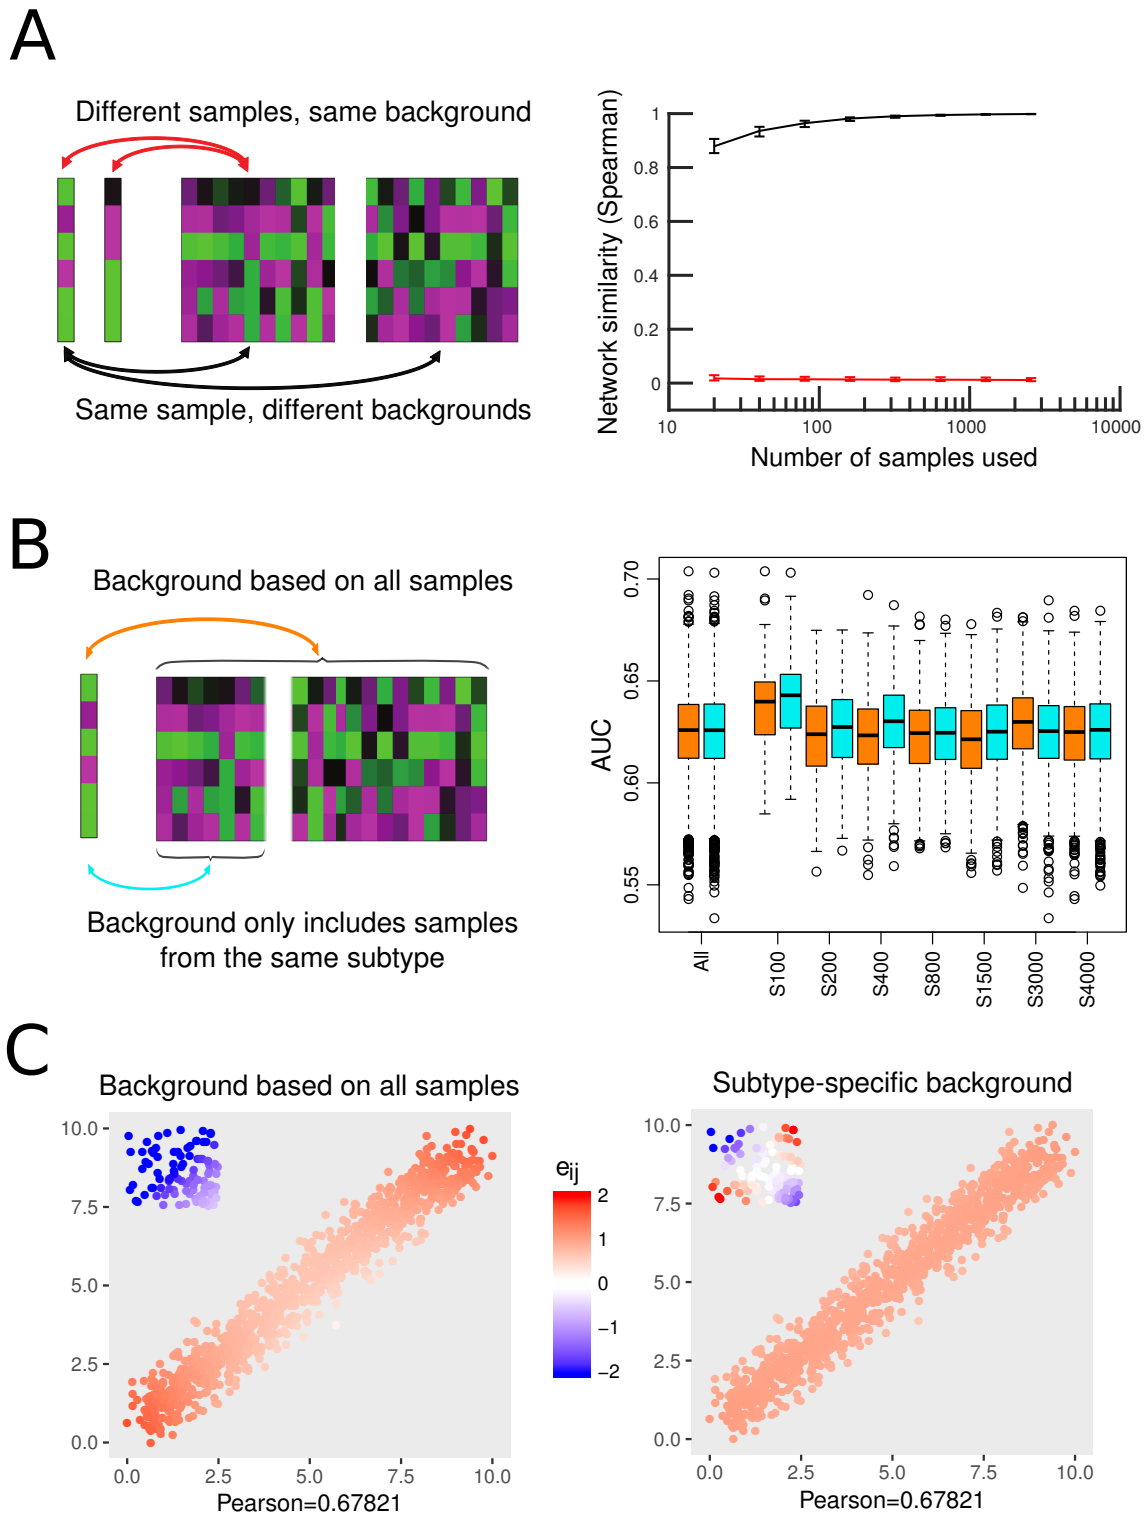 A
Different samples, same background
Same sample, different backgrounds
Network similarity (Spearman)
1
0.8
0.6
0.4
0.2
0
10
100
1000
10000
Number of samples used
B
Background based on all samples
Background only includes samples
from the same subtype
AUC
0.70
0.65
0.60
0.55
All
S100
S200
S400
S800
S1500
S3000
S4000
C
Background based on all samples
10.0
7.5
5.0
2.5
0.0
0.0
2.5
5.0
7.5
10.0
Pearson=0.67821
eij
2
1
0
−1
−2
Subtype-specific background
10.0
7.5
5.0
2.5
0.0
0.0
2.5
5.0
7.5
10.0
Pearson=0.67821